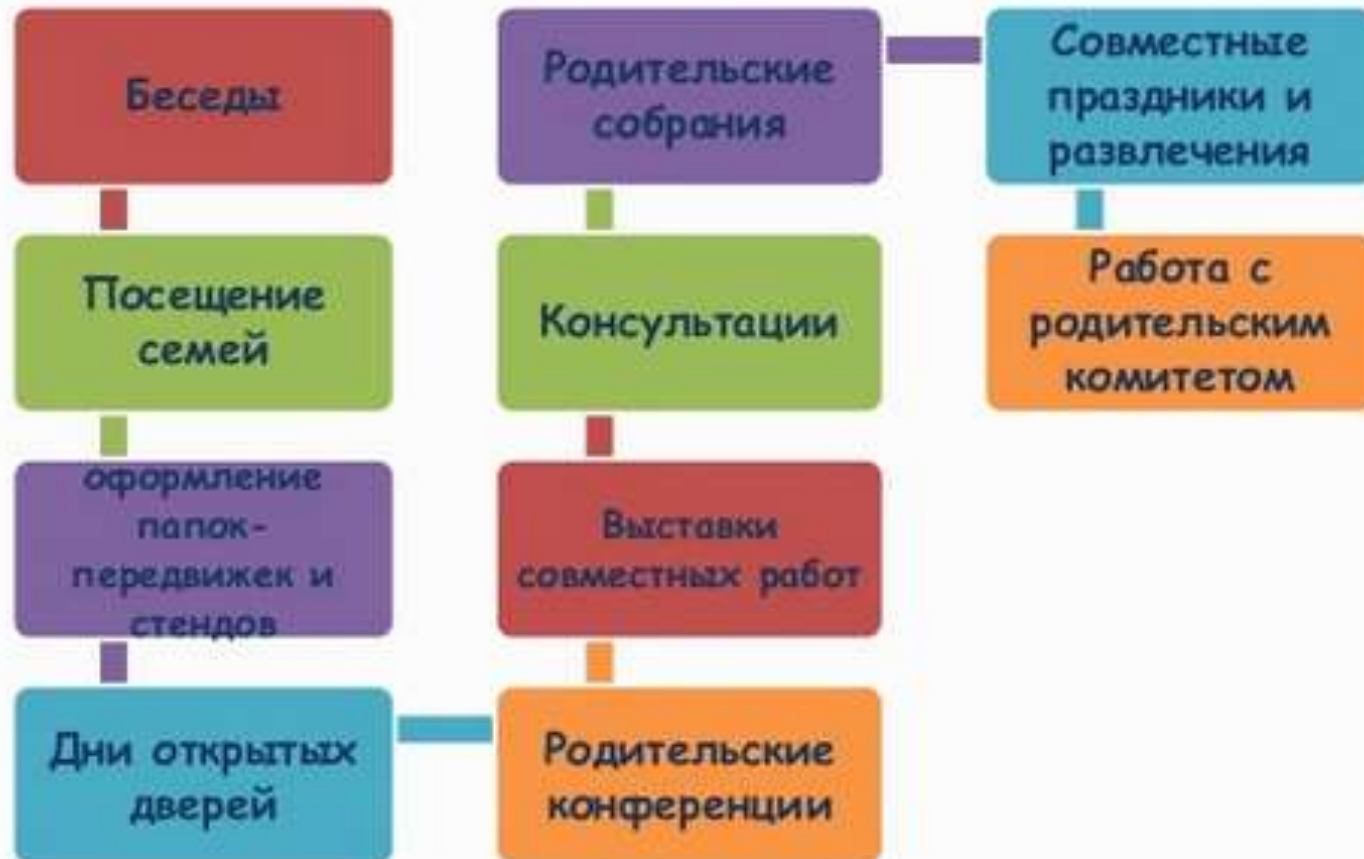 Беседы
Посещение
семей
оформление
папок-
передвижек и
стендов
Дни открытых
дверей
Родительские
конференции
Выставки
совместных работ
Консультации
Родительские
собрания
Совместные
праздники и
развлечения
Работа с
родительским
комитетом